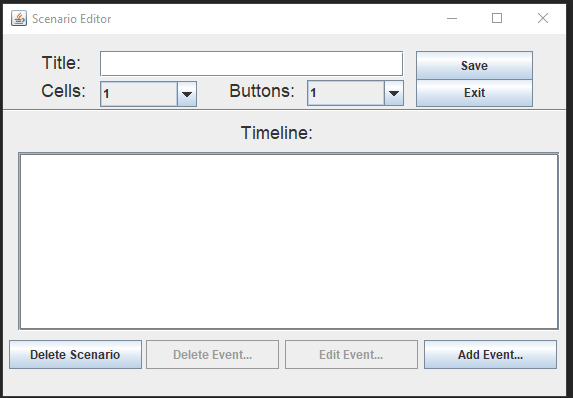 Scenario Editor
Title:
Save
Cells: 1 Buttons: 1
Exit
Timeline:
Delete Scenario Delete Event... Edit Event... Add Event...